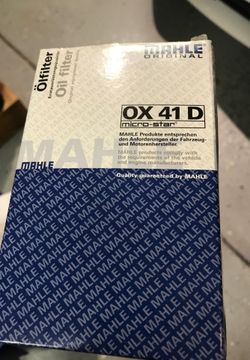 MAHLE
ORIGINAL
Ölfilter
Oil filter
OX 41 D
micro-star
MAHLE Produkte entsprechen
den Anforderungen der Fahrzeug-
und Motorenhersteller.
MAHLE products comply with
the requirements of the vehicle
and engine manufacturers.
Quality guaranteed by MAHLE
MAHLE